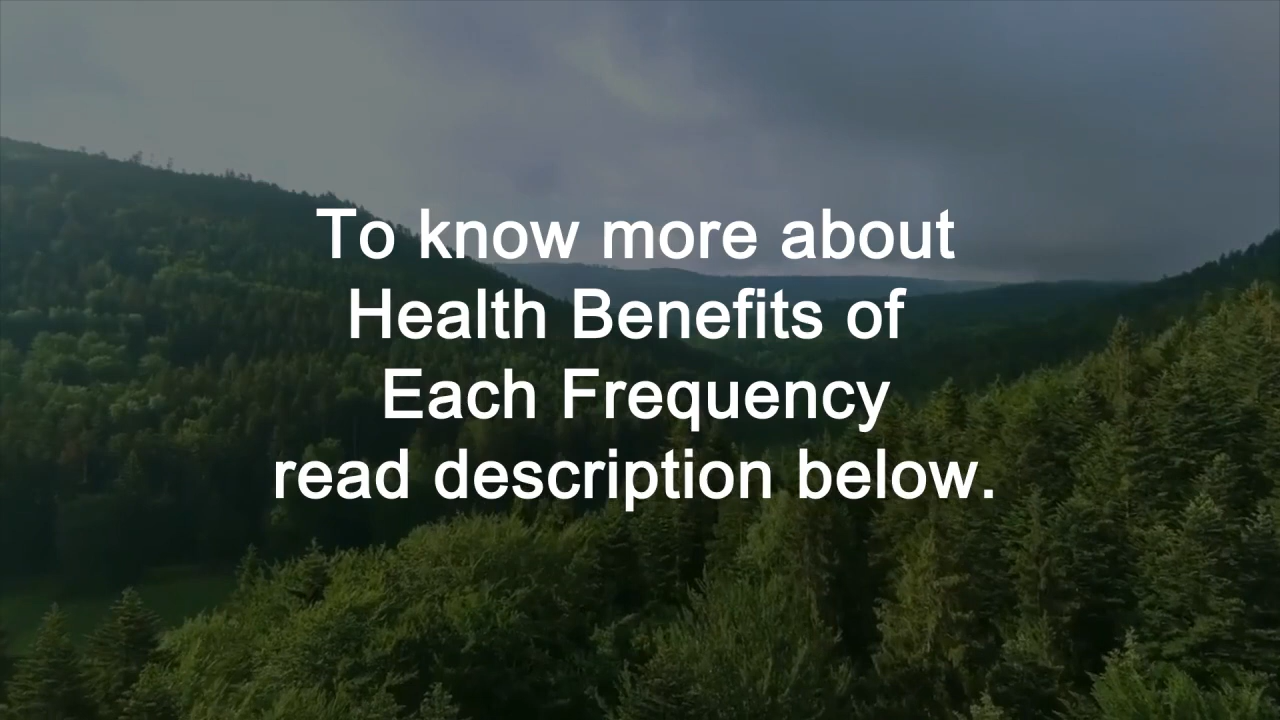 To know more about
Health Benefits of
Each Frequency
read description below.